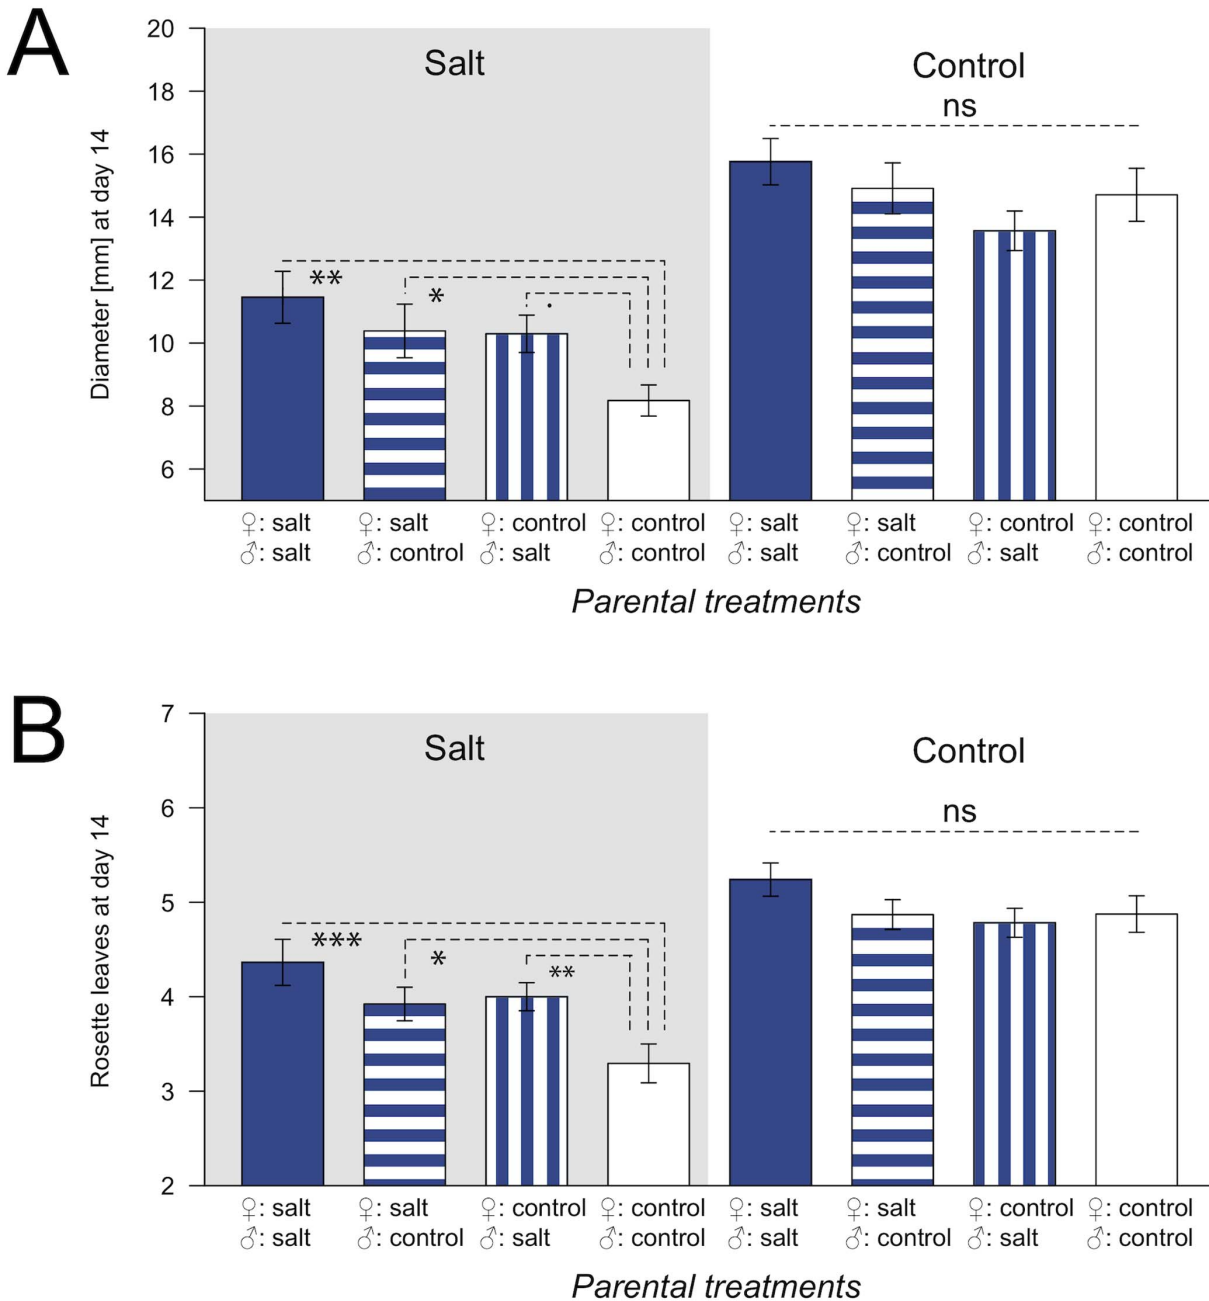 A
20
18
16
14
12
10
8
6
Diameter [mm] at day 14
Salt
Control
ns
**
*
.
♀: salt ♀: salt ♀: control ♀: control ♀: salt ♀: salt ♀: control ♀: control
♂: salt ♂: control ♂: salt ♂: control ♂: salt ♂: control ♂: salt ♂: control
Parental treatments
B
7
6
5
4
3
2
Rosette leaves at day 14
Salt
Control
ns
***
*
**
♀: salt ♀: salt ♀: control ♀: control ♀: salt ♀: salt ♀: control ♀: control
♂: salt ♂: control ♂: salt ♂: control ♂: salt ♂: control ♂: salt ♂: control
Parental treatments